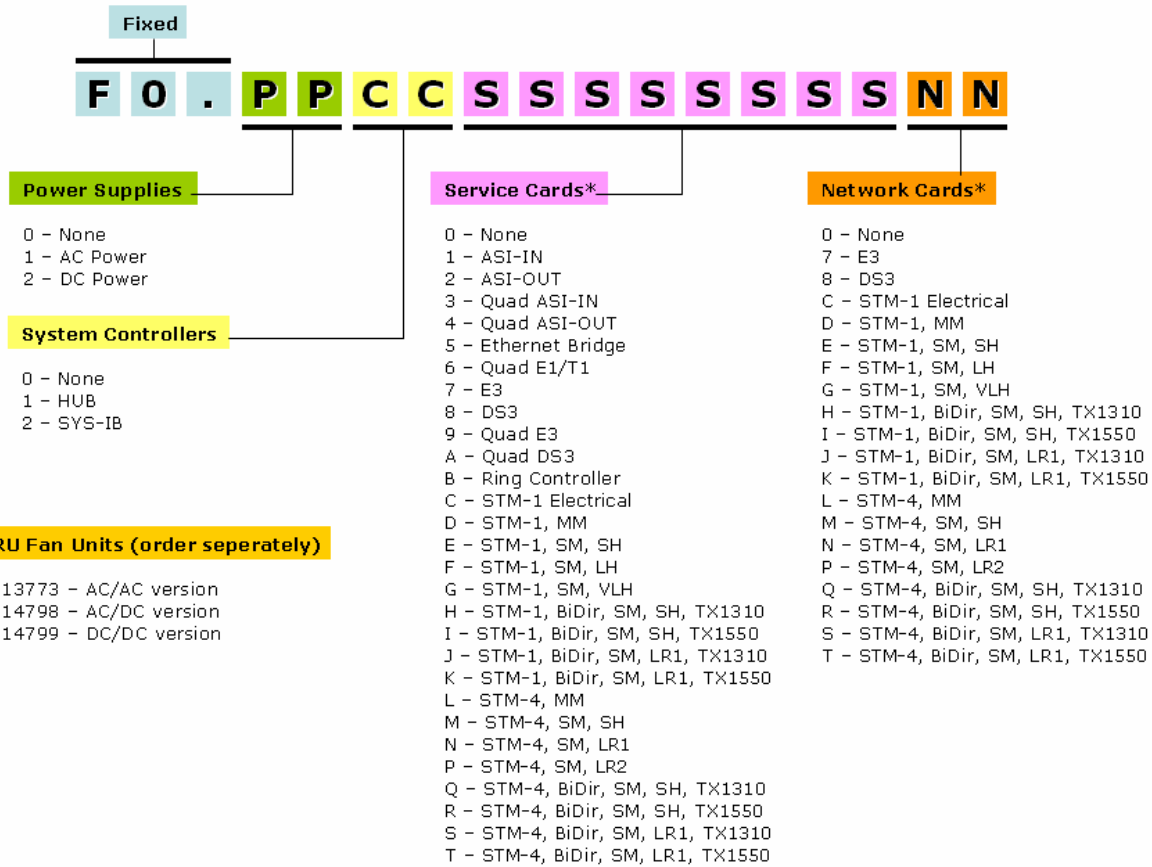 Fixed
F 0 . P P C C S S S S S S S S N N
Power Supplies
0 - None
1 - AC Power
2 - DC Power
System Controllers
0 - None
1 - HUB
2 - SYS-IB
RU Fan Units (order seperately)
13773 - AC/AC version
14798 - AC/DC version
14799 - DC/DC version
Service Cards*
0 - None
1 - ASI-IN
2 - ASI-OUT
3 - Quad ASI-IN
4 - Quad ASI-OUT
5 - Ethernet Bridge
6 - Quad E1/T1
7 - E3
8 - DS3
9 - Quad E3
A - Quad DS3
B - Ring Controller
C - STM-1 Electrical
D - STM-1, MM
E - STM-1, SM, SH
F - STM-1, SM, LH
G - STM-1, SM, VLH
H - STM-1, BiDir, SM, SH, TX1310
I - STM-1, BiDir, SM, SH, TX1550
J - STM-1, BiDir, SM, LR1, TX1310
K - STM-1, BiDir, SM, LR1, TX1550
L - STM-4, MM
M - STM-4, SM, SH
N - STM-4, SM, LR1
P - STM-4, SM, LR2
Q - STM-4, BiDir, SM, SH, TX1310
R - STM-4, BiDir, SM, SH, TX1550
S - STM-4, BiDir, SM, LR1, TX1310
T - STM-4, BiDir, SM, LR1, TX1550
Network Cards*
0 - None
7 - E3
8 - DS3
C - STM-1 Electrical
D - STM-1, MM
E - STM-1, SM, SH
F - STM-1, SM, LH
G - STM-1, SM, VLH
H - STM-1, BiDir, SM, SH, TX1310
I - STM-1, BiDir, SM, SH, TX1550
J - STM-1, BiDir, SM, LR1, TX1310
K - STM-1, BiDir, SM, LR1, TX1550
L - STM-4, MM
M - STM-4, SM, SH
N - STM-4, SM, LR1
P - STM-4, SM, LR2
Q - STM-4, BiDir, SM, SH, TX1310
R - STM-4, BiDir, SM, SH, TX1550
S - STM-4, BiDir, SM, LR1, TX1310
T - STM-4, BiDir, SM, LR1, TX1550